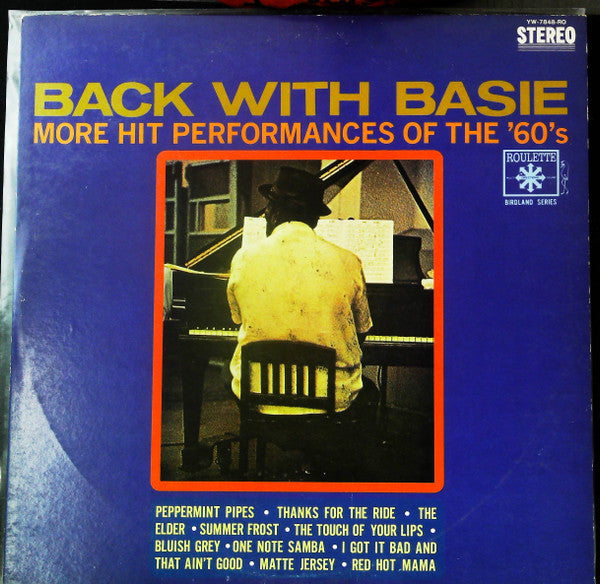 YW-7848-RO
STEREO
BACK WITH BASIE
MORE HIT PERFORMANCES OF THE '60's
ROULETTE
BIRDLAND SERIES
PEPPERMINT PIPES • THANKS FOR THE RIDE • THE
ELDER • SUMMER FROST • THE TOUCH OF YOUR LIPS •
BLUISH GREY • ONE NOTE SAMBA • I GOT IT BAD AND
THAT AIN'T GOOD • MATTE JERSEY • RED HOT MAMA